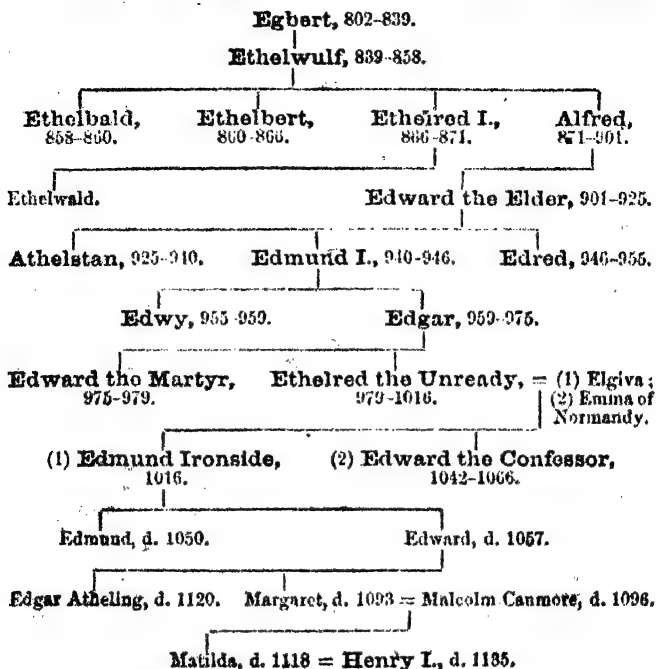 Egbert, 802-839.
Ethelwulf, 839-858.
Ethelbald, Ethelbert, Ethelred I., Alfred,
858-860. 860-866. 866-871. 871-901.
Ethelwald. Edward the Elder, 901-925.
Athelstan, 925-940. Edmund I., 940-946. Edred, 946-955.
Edwy, 955-959. Edgar, 959-975.
Edward the Martyr, Ethelred the Unready, = (1) Elgiva;
975-979. 979-1016. (2) Emma of
Normandy.
(1) Edmund Ironside, (2) Edward the Confessor,
1016. 1042-1066.
Edmund, d. 1050. Edward, d. 1057.
Edgar Atheling, d. 1120. Margaret, d. 1093 = Malcolm Canmore, d. 1096.
Matilda, d. 1118 = Henry I., d. 1135.